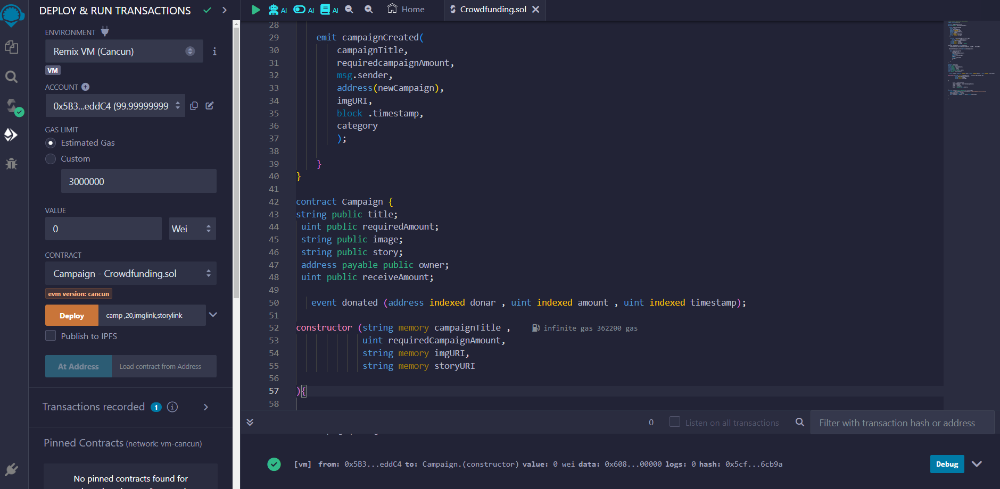 DEPLOY & RUN TRANSACTIONS
ENVIRONMENT
Remix VM (Cancun)
VM
ACCOUNT
0x5B3...eddC4 (99.99999999
GAS LIMIT
Estimated Gas
Custom
3000000
VALUE
0
Wei
CONTRACT
Campaign - Crowdfunding.sol
evm version: cancun
Deploy
camp ,20,imglink,storylink
Publish to IPFS
At Address
Load contract from Address
Transactions recorded 1
Pinned Contracts (network: vm-cancun)
No pinned contracts found for
AI AI AI Home Crowdfunding.sol
28
29 emit campaignCreated(
30 campaignTitle,
31 requiredcampaignAmount,
32 msg.sender,
33 address(newCampaign),
34 imgURI,
35 block .timestamp,
36 category
37 );
38
39 }
40 }
41
42 contract Campaign {
43 string public title;
44 uint public requiredAmount;
45 string public image;
46 string public story;
47 address payable public owner;
48 uint public receiveAmount;
49
50 event donated (address indexed donar , uint indexed amount , uint indexed timestamp);
51
52 constructor (string memory campaignTitle , infinite gas 362200 gas
53 uint requiredCampaignAmount,
54 string memory imgURI,
55 string memory storyURI
56
57 ){
58
0 Listen on all transactions Filter with transaction hash or address
[vm] from: 0x5B3...eddC4 to: Campaign.(constructor) value: 0 wei data: 0x608...00000 logs: 0 hash: 0x5cf...6cb9a
Debug